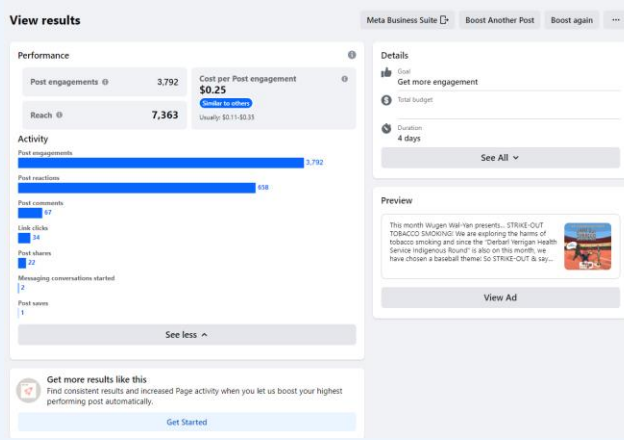 View results
Meta Business Suite
Boost Another Post
Boost again
Performance
Post engagements
3,792
Reach
7,363
Cost per Post engagement
$0.25
Similar to others
Usually: $0.11-$0.35
Activity
Post engagements
3,792
Post reactions
658
Post comments
67
Link clicks
34
Post shares
22
Messaging conversations started
2
Post saves
1
See less
Get more results like this
Find consistent results and increased Page activity when you let us boost your highest
performing post automatically.
Get Started
Details
Goal
Get more engagement
Total budget
Duration
4 days
See All
Preview
This month Wugen Wal-Yan presents... STRIKE-OUT
TOBACCO SMOKING! We are exploring the harms of
tobacco smoking and since the "Derbarl Yerrigan Health
Service Indigenous Round" is also on this month, we
have chosen a baseball theme! So STRIKE-OUT & say...
View Ad